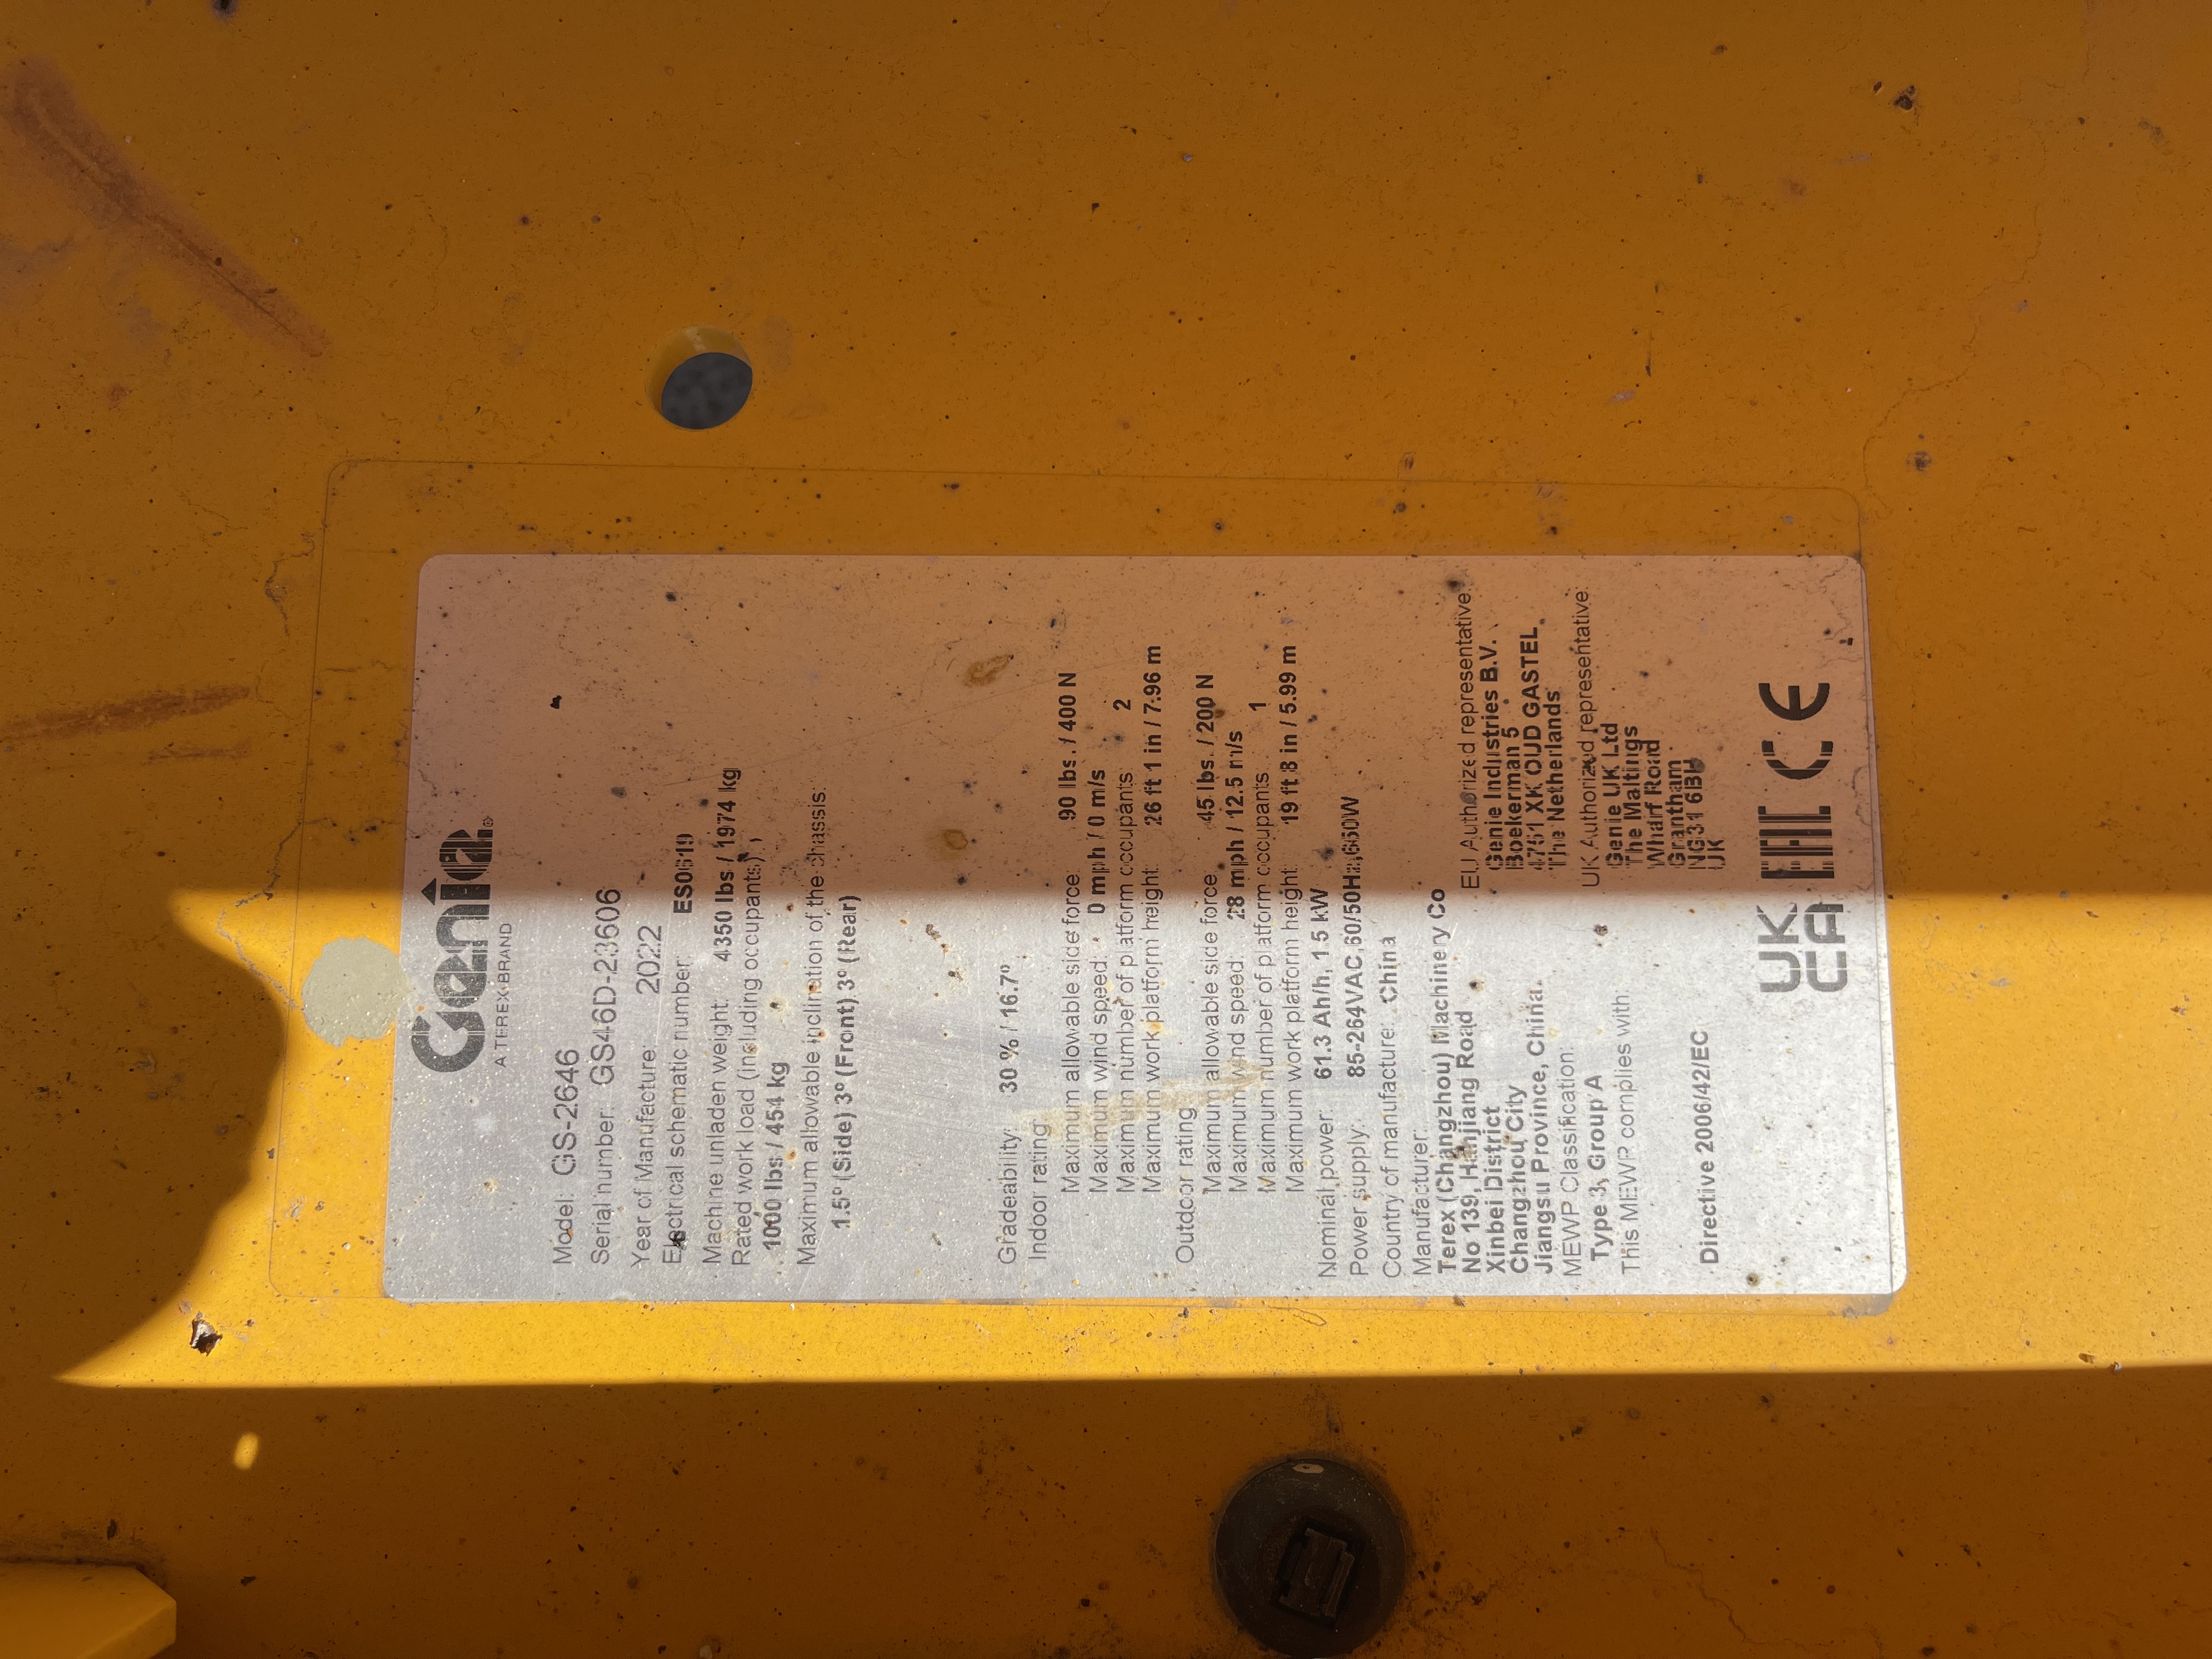 Genie®
A TEREX BRAND
Model: GS-2646
Serial number: GS46D-23606
Year of Manufacture: 2022
Electrical schematic number: ES0619
Machine unladen weight: 4350 lbs / 1974 kg
Rated work load (including occupants):
1000 lbs / 454 kg
Maximum allowable inclination of the chassis:
1.5º (Side) 3º (Front) 3º (Rear)
Gradeability: 30 % / 16.7º
Indoor rating:
Maximum allowable side force: 90 lbs. / 400 N
Maximum wind speed: 0 mph / 0 m/s
Maximum number of platform occupants: 2
Maximum work platform height: 26 ft 1 in / 7.96 m
Outdoor rating
Maximum allowable side force: 45 lbs. / 200 N
Maximum wind speed: 28 mph / 12.5 m/s
Maximum number of platform occupants: 1
Maximum work platform height: 19 ft 8 in / 5.99 m
Nominal power: 61.3 Ah/h, 1.5 kW
Power supply: 85-264VAC,60/50Hz,650W
Country of manufacture: China
Manufacturer:
Terex (Changzhou) Machinery Co
No 139, Hanjiang Road
Xinbei District
Changzhou City
Jiangsu Province, China.
EU Authorized representative:
Genie Industries B.V.
Boekerman 5
4751 XK OUD GASTEL
The Netherlands
MEWP Classification:
Type 3, Group A
UK Authorized representative:
Genie UK Ltd
The Maltings
Wharf Road
Grantham
NG31 6BH
UK
This MEWP complies with:
Directive 2006/42/EC
UK CA EAC CE